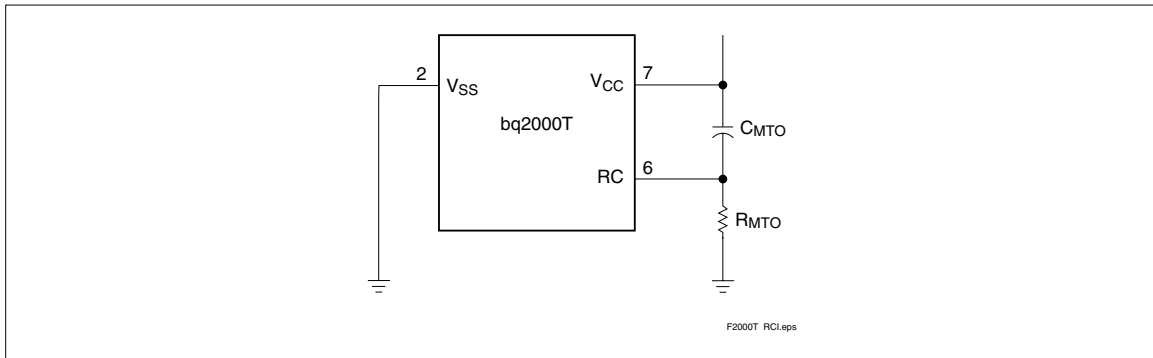 2
VSS
VCC
7
bq2000T
CMTO
RC
6
RMTO
F2000T RCI.eps